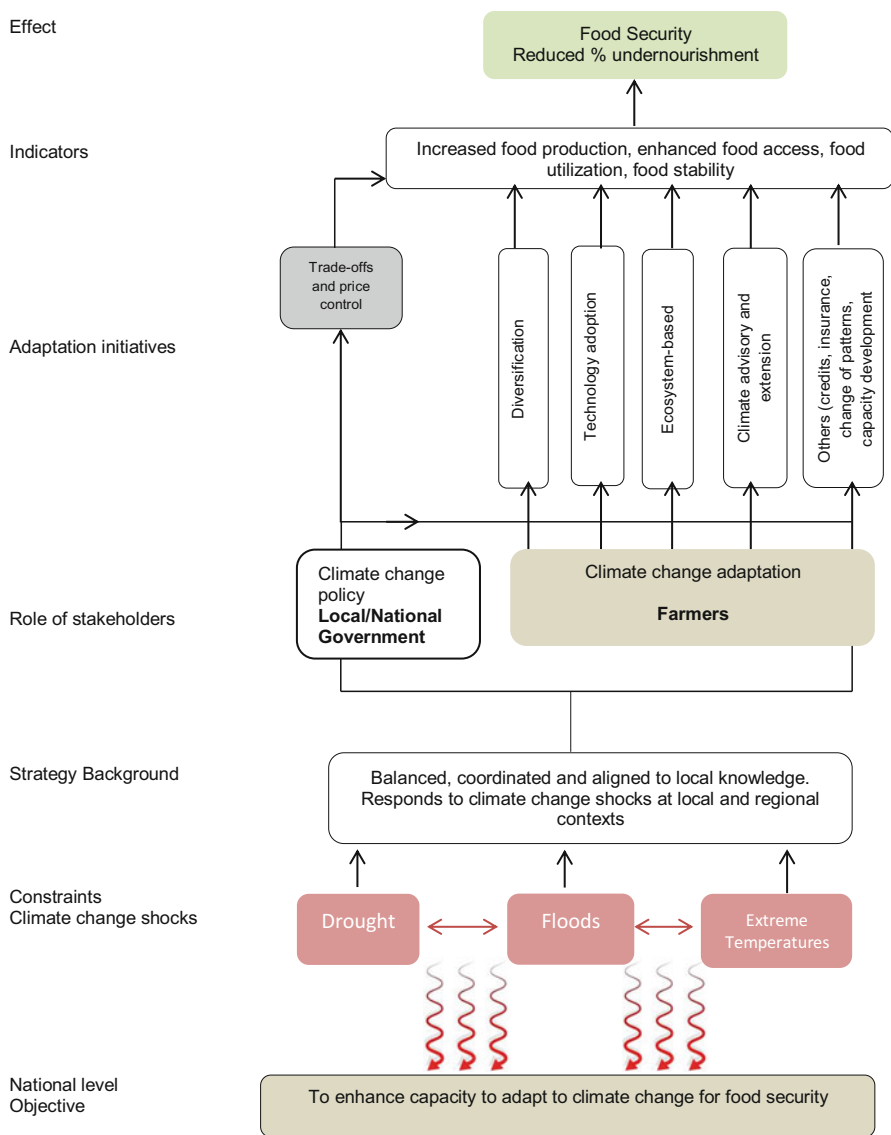 Effect
Food Security
Reduced % undernourishment
Indicators
Increased food production, enhanced food access, food
utilization, food stability
Trade-offs
and price
control
Adaptation initiatives
Diversification
Technology adoption
Ecosystem-based
Climate advisory and
extension
Others (credits, insurance,
change of patterns,
capacity development
Climate change
policy
Local/National
Government
Climate change adaptation
Farmers
Role of stakeholders
Strategy Background
Balanced, coordinated and aligned to local knowledge.
Responds to climate change shocks at local and regional
contexts
Constraints
Climate change shocks
Drought
Floods
Extreme
Temperatures
National level
Objective
To enhance capacity to adapt to climate change for food security